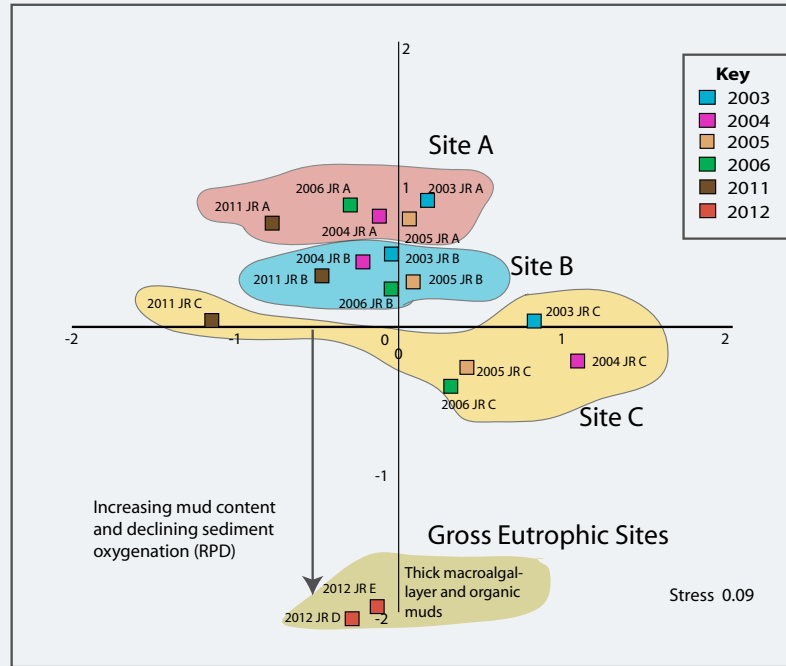 2
Key
2003
2004
2005
2006
2011
2012
Site A
2006 JR A
1
2003 JR A
2011 JR A
2004 JR A
2005 JR A
2004 JR B
2003 JR B
Site B
2011 JR B
2005 JR B
2006 JR B
2011 JR C
2003 JR C
-2
-1
0
1
2
0
2005 JR C
2004 JR C
2006 JR C
Site C
-1
Increasing mud content
and declining sediment
oxygenation (RPD)
Gross Eutrophic Sites
Thick macroalgal-
layer and organic
muds
2012 JR E
Stress 0.09
2012 JR D
-2